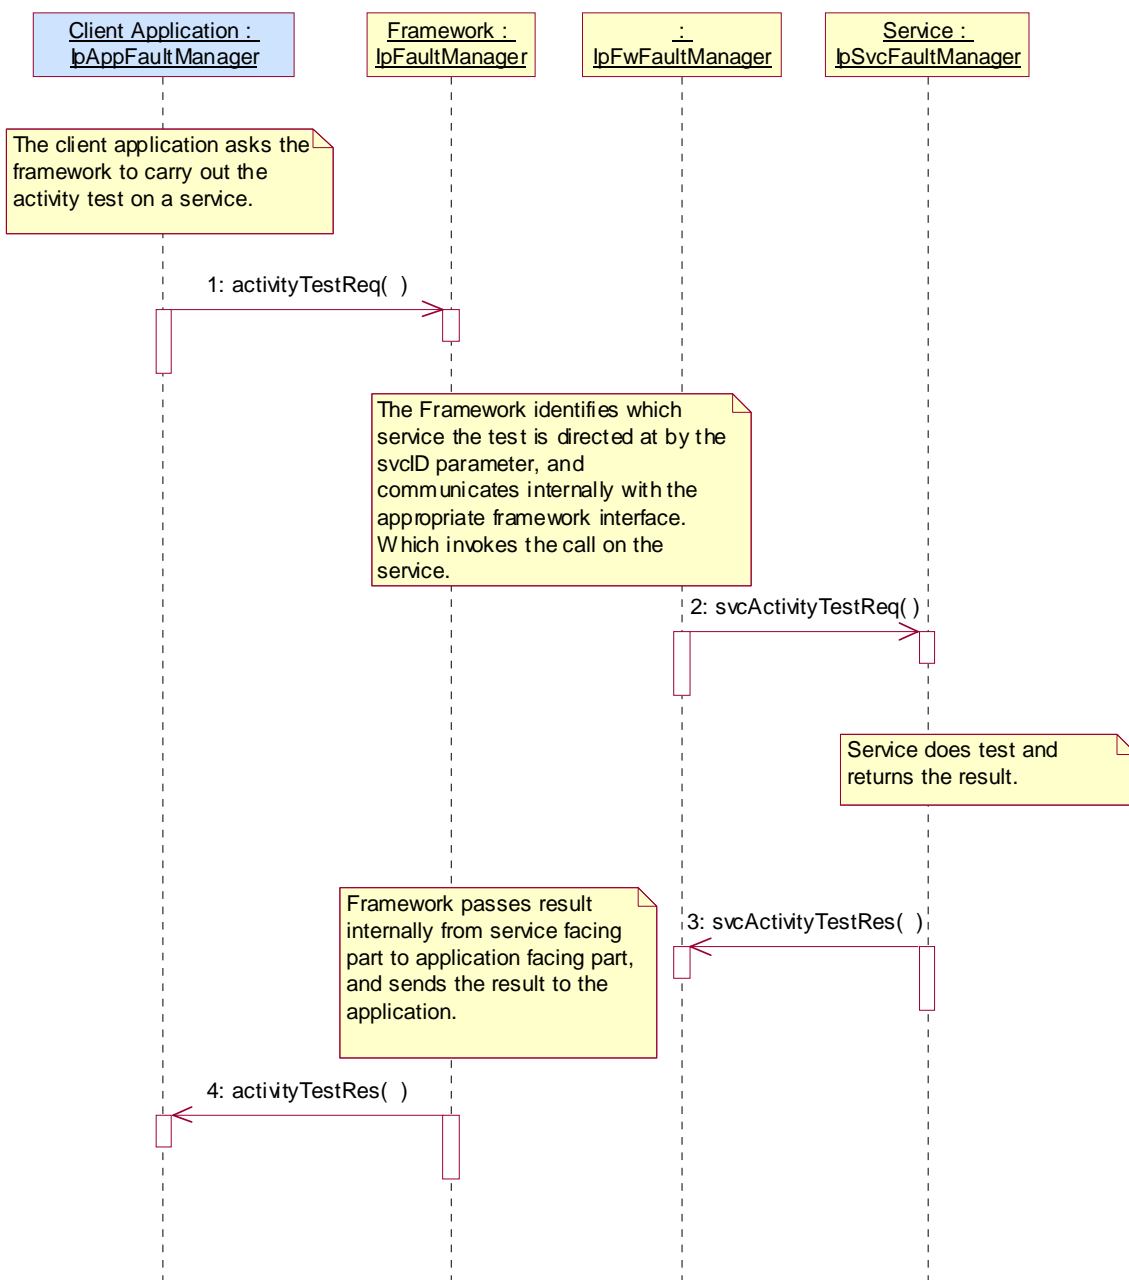 Client Application :
IpAppFaultManager
Framework :
IpFaultManager
:
IpFwFaultManager
Service :
IpSvcFaultManager
The client application asks the
framework to carry out the
activity test on a service.
1: activityTestReq( )
The Framework identifies which
service the test is directed at by the
svcID parameter, and
communicates internally with the
appropriate framework interface.
Which invokes the call on the
service.
2: svcActivityTestReq( )
Service does test and
returns the result.
Framework passes result
internally from service facing
part to application facing part,
and sends the result to the
application.
3: svcActivityTestRes( )
4: activityTestRes( )